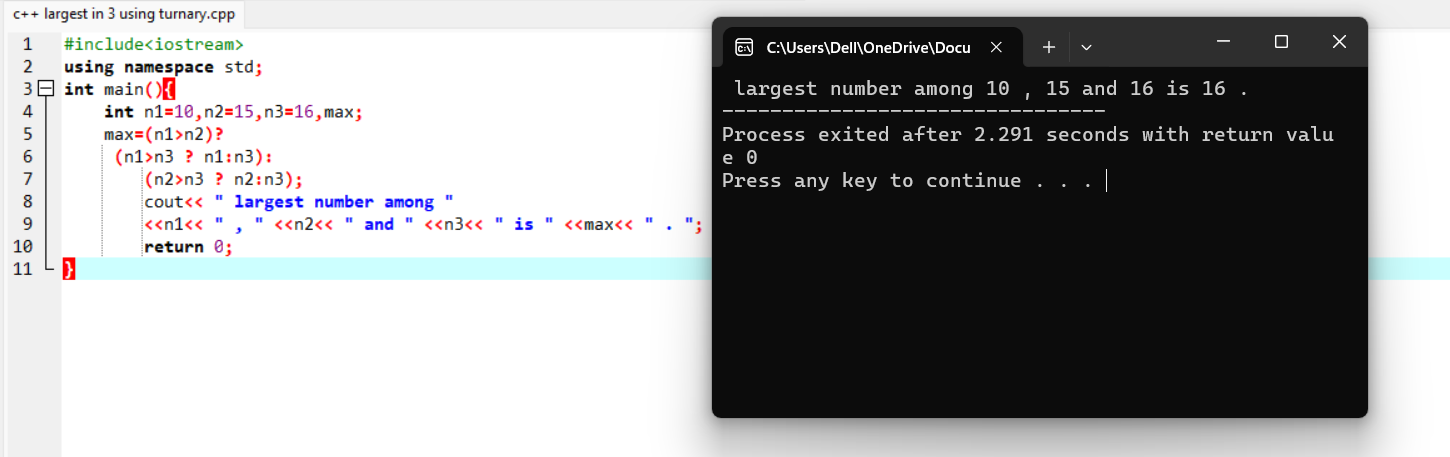 c++ largest in 3 using turnary.cpp
1 #include<iostream>
2 using namespace std;
3 int main(){
4 int n1=10,n2=15,n3=16,max;
5 max=(n1>n2)?
6 (n1>n3 ? n1:n3):
7 (n2>n3 ? n2:n3);
8 cout<< " largest number among "
9 <<n1<< " , " <<n2<< " and " <<n3<< " is " <<max<< " . ";
10 return 0;
11 }
C:\Users\Dell\OneDrive\Docu
largest number among 10 , 15 and 16 is 16 .
--------------------------------
Process exited after 2.291 seconds with return valu
e 0
Press any key to continue . . .